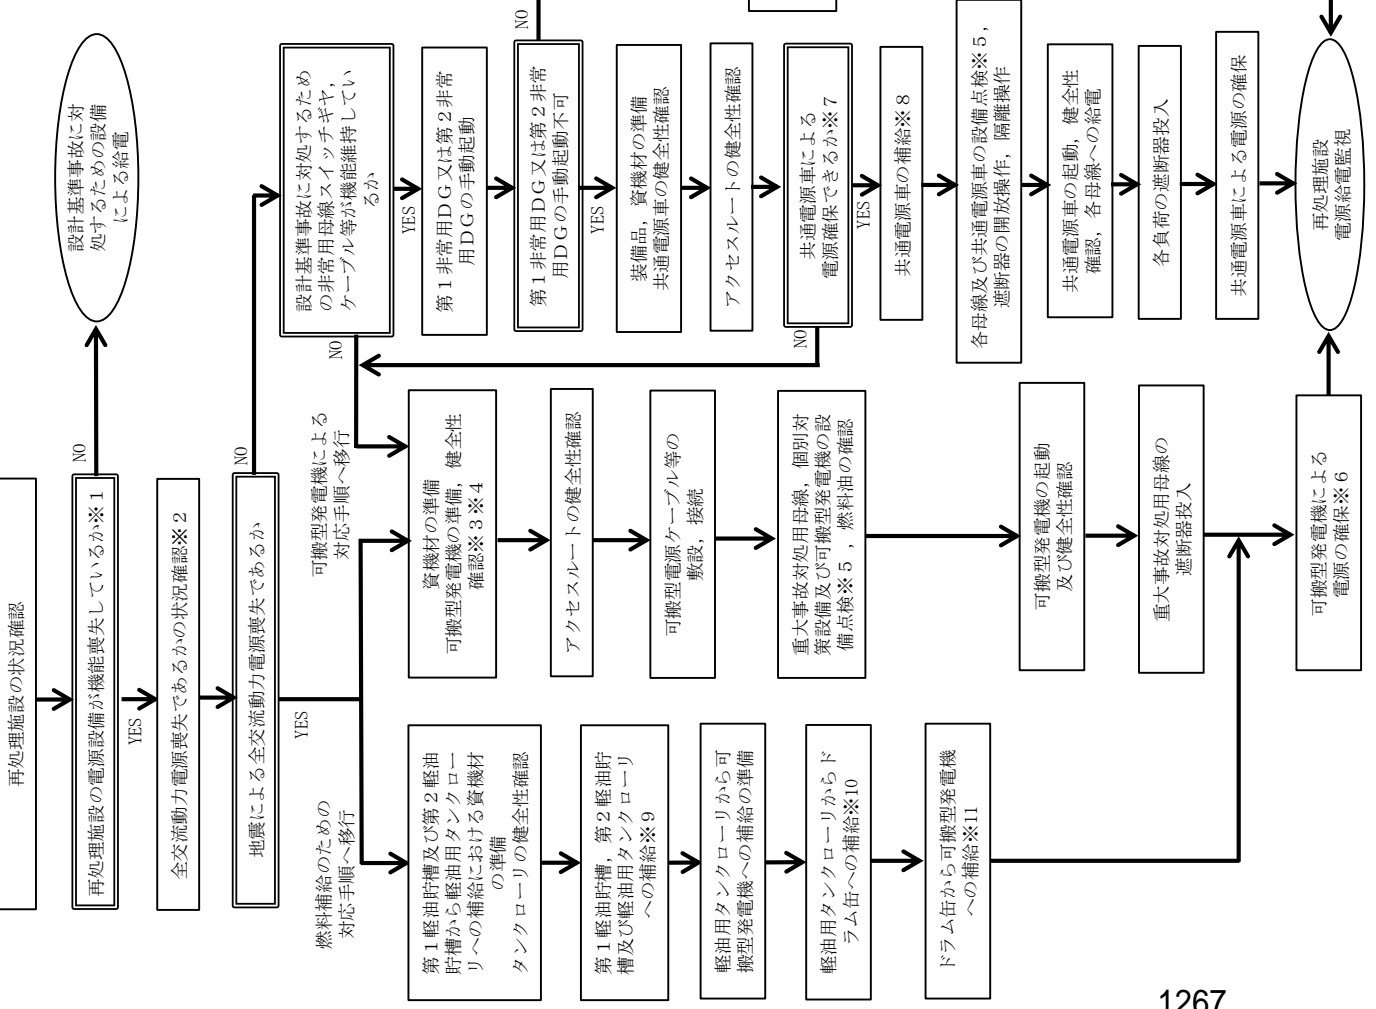 再処理施設の状況確認
再処理施設の電源設備が機能喪失しているか※1
NO
設計基準事故に対
処するための設備
による給電
YES
全交流動力電源喪失であるかの状況確認※2
地震による全交流動力電源喪失であるか
NO
YES
燃料補給のための
対応手順へ移行
可搬型発電機による
対応手順へ移行
第1軽油貯槽及び第2軽油
貯槽から軽油用タンクロー
リへの補給における資機材
の準備
タンクローリの健全性確認
第1軽油貯槽，第2軽油貯
槽及び軽油用タンクローリ
への補給※9
軽油用タンクローリから可
搬型発電機への補給の準備
軽油用タンクローリからド
ラム缶への補給※10
ドラム缶から可搬型発電機
への補給※11
資機材の準備
可搬型発電機の準備，健全性
確認※3※4
アクセスルートの健全性確認
可搬型電源ケーブル等の
敷設，接続
重大事故対処用母線，個別対
策設備及び可搬型発電機の設
備点検※5，燃料油の確認
可搬型発電機の起動
及び健全性確認
重大事故対処用母線の
遮断器投入
可搬型発電機による
電源の確保※6
設計基準事故に対処するため
の非常用母線スイッチギヤ，
ケーブル等が機能維持してい
るか
NO
YES
第1非常用DG又は第2非常
用DGの手動起動
第1非常用DG又は第2非常
用DGの手動起動不可
NO
YES
装備品，資機材の準備
共通電源車の健全性確認
アクセスルートの健全性確認
共通電源車による
電源確保できるか※7
NO
YES
共通電源車の補給※8
各母線及び共通電源車の設備点検※5，
遮断器の開放操作，隔離操作
共通電源車の起動，健全性
確認，各母線への給電
各負荷の遮断器投入
共通電源車による電源の確保
再処理施設
電源給電監視
1267